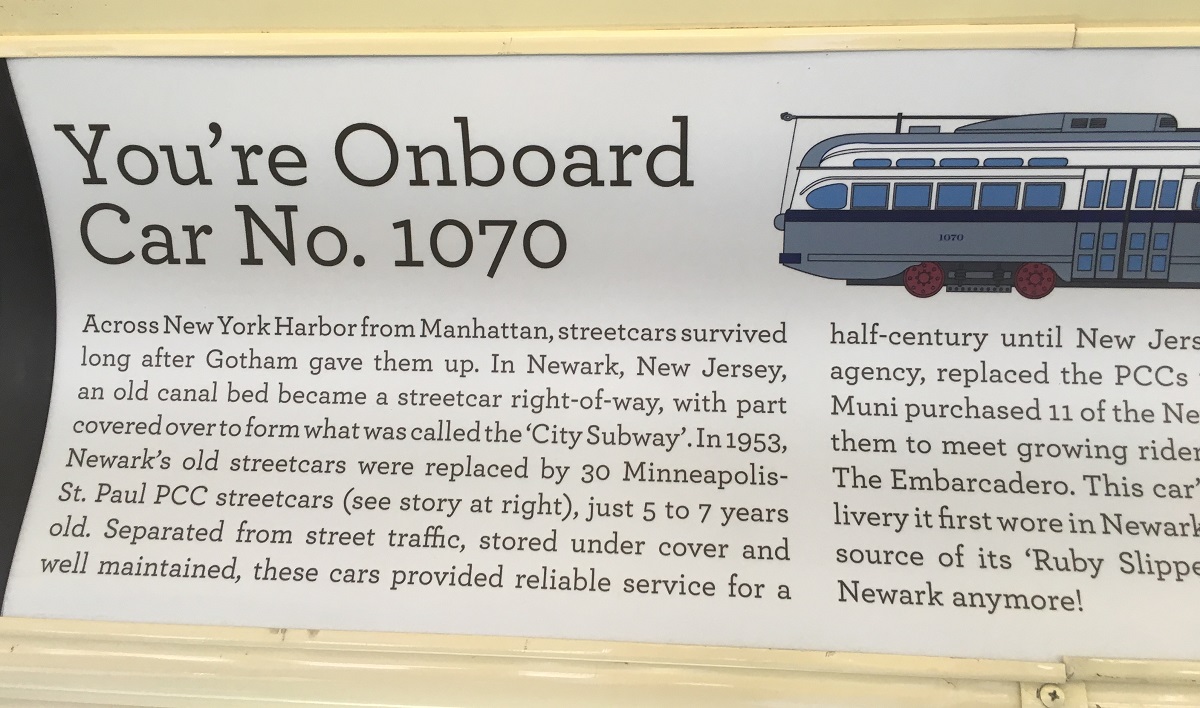 You're Onboard
Car No. 1070
1070
Across New York Harbor from Manhattan, streetcars survived
long after Gotham gave them up. In Newark, New Jersey,
an old canal bed became a streetcar right-of-way, with part
covered over to form what was called the ‘City Subway’. In 1953,
Newark's old streetcars were replaced by 30 Minneapolis-
St. Paul PCC streetcars (see story at right), just 5 to 7 years
old. Separated from street traffic, stored under cover and
well maintained, these cars provided reliable service for a
half-century until New
agency, replaced the PCCs
Muni purchased 11 of the
them to meet growing
The Embarcadero. This
livery it first wore in Newark
source of its ‘Ruby
Newark anymore!